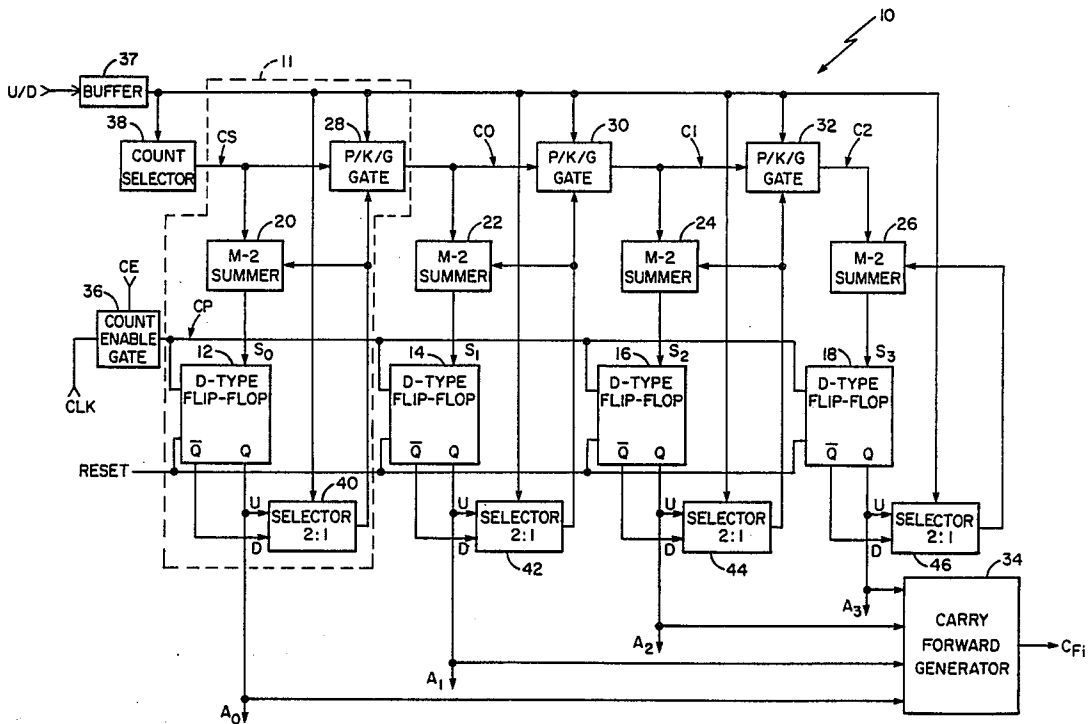 10
37
11
U/D
BUFFER
38
CS
28
C0
30
C1
32
C2
COUNT
SELECTOR
P/K/G
GATE
P/K/G
GATE
P/K/G
GATE
20
22
24
26
M-2
SUMMER
M-2
SUMMER
M-2
SUMMER
M-2
SUMMER
CE
36
CP
COUNT
ENABLE
GATE
CLK
12
S0
14
S1
16
S2
18
S3
D-TYPE
FLIP-FLOP
D-TYPE
FLIP-FLOP
D-TYPE
FLIP-FLOP
D-TYPE
FLIP-FLOP
Q̅ Q
Q̅ Q
Q̅ Q
Q̅ Q
RESET
40
U
D
SELECTOR
2:1
U
D
SELECTOR
2:1
42
U
D
SELECTOR
2:1
44
U
D
SELECTOR
2:1
46
34
A3
A2
A1
A0
CARRY
FORWARD
GENERATOR
CFi